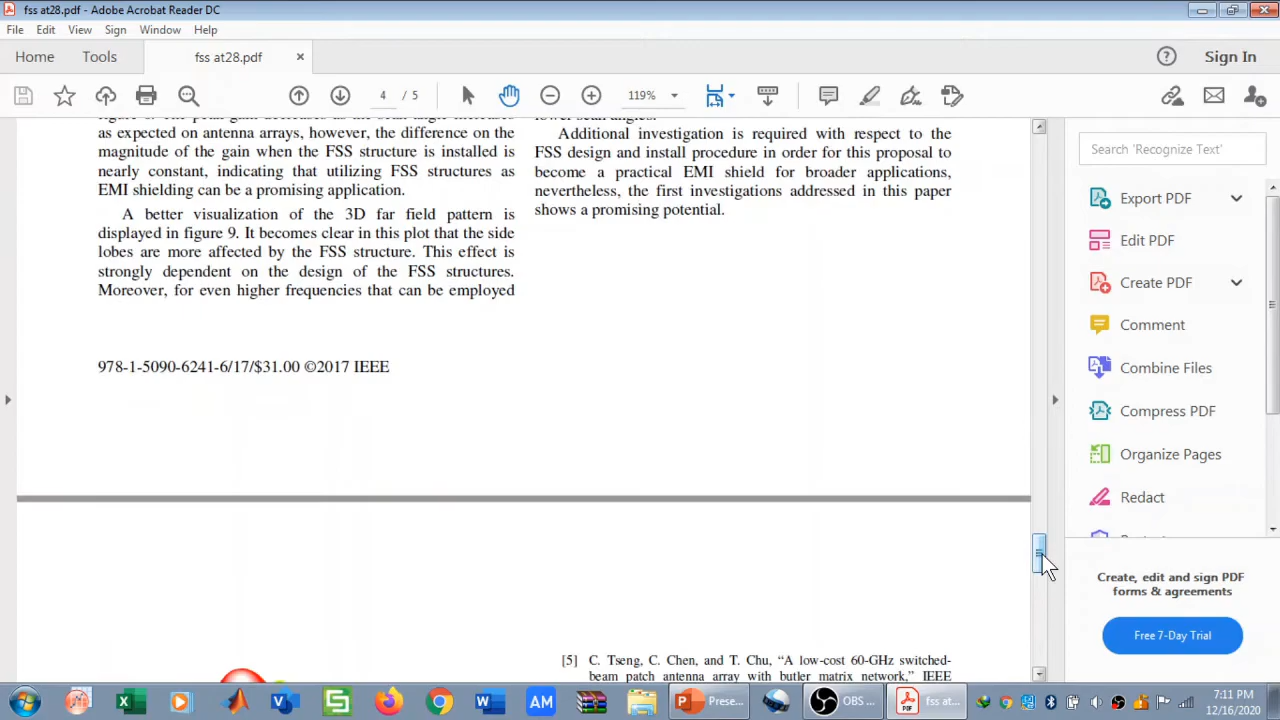 fss at28.pdf - Adobe Acrobat Reader DC
File Edit View Sign Window Help
Home Tools fss at28.pdf × Sign In
4 / 5 119%
as expected on antenna arrays, however, the difference on the
magnitude of the gain when the FSS structure is installed is
nearly constant, indicating that utilizing FSS structures as
EMI shielding can be a promising application.
A better visualization of the 3D far field pattern is
displayed in figure 9. It becomes clear in this plot that the side
lobes are more affected by the FSS structure. This effect is
strongly dependent on the design of the FSS structures.
Moreover, for even higher frequencies that can be employed
978-1-5090-6241-6/17/$31.00 ©2017 IEEE
lower scan angles.
Additional investigation is required with respect to the
FSS design and install procedure in order for this proposal to
become a practical EMI shield for broader applications,
nevertheless, the first investigations addressed in this paper
shows a promising potential.
[5] C. Tseng, C. Chen, and T. Chu, “A low-cost 60-GHz switched-
beam patch antenna array with butler matrix network,” IEEE
Search 'Recognize Text'
Export PDF
Edit PDF
Create PDF
Comment
Combine Files
Compress PDF
Organize Pages
Redact
Create, edit and sign PDF
forms & agreements
Free 7-Day Trial
AM Prese... OBS ... fss at...
7:11 PM
12/16/2020